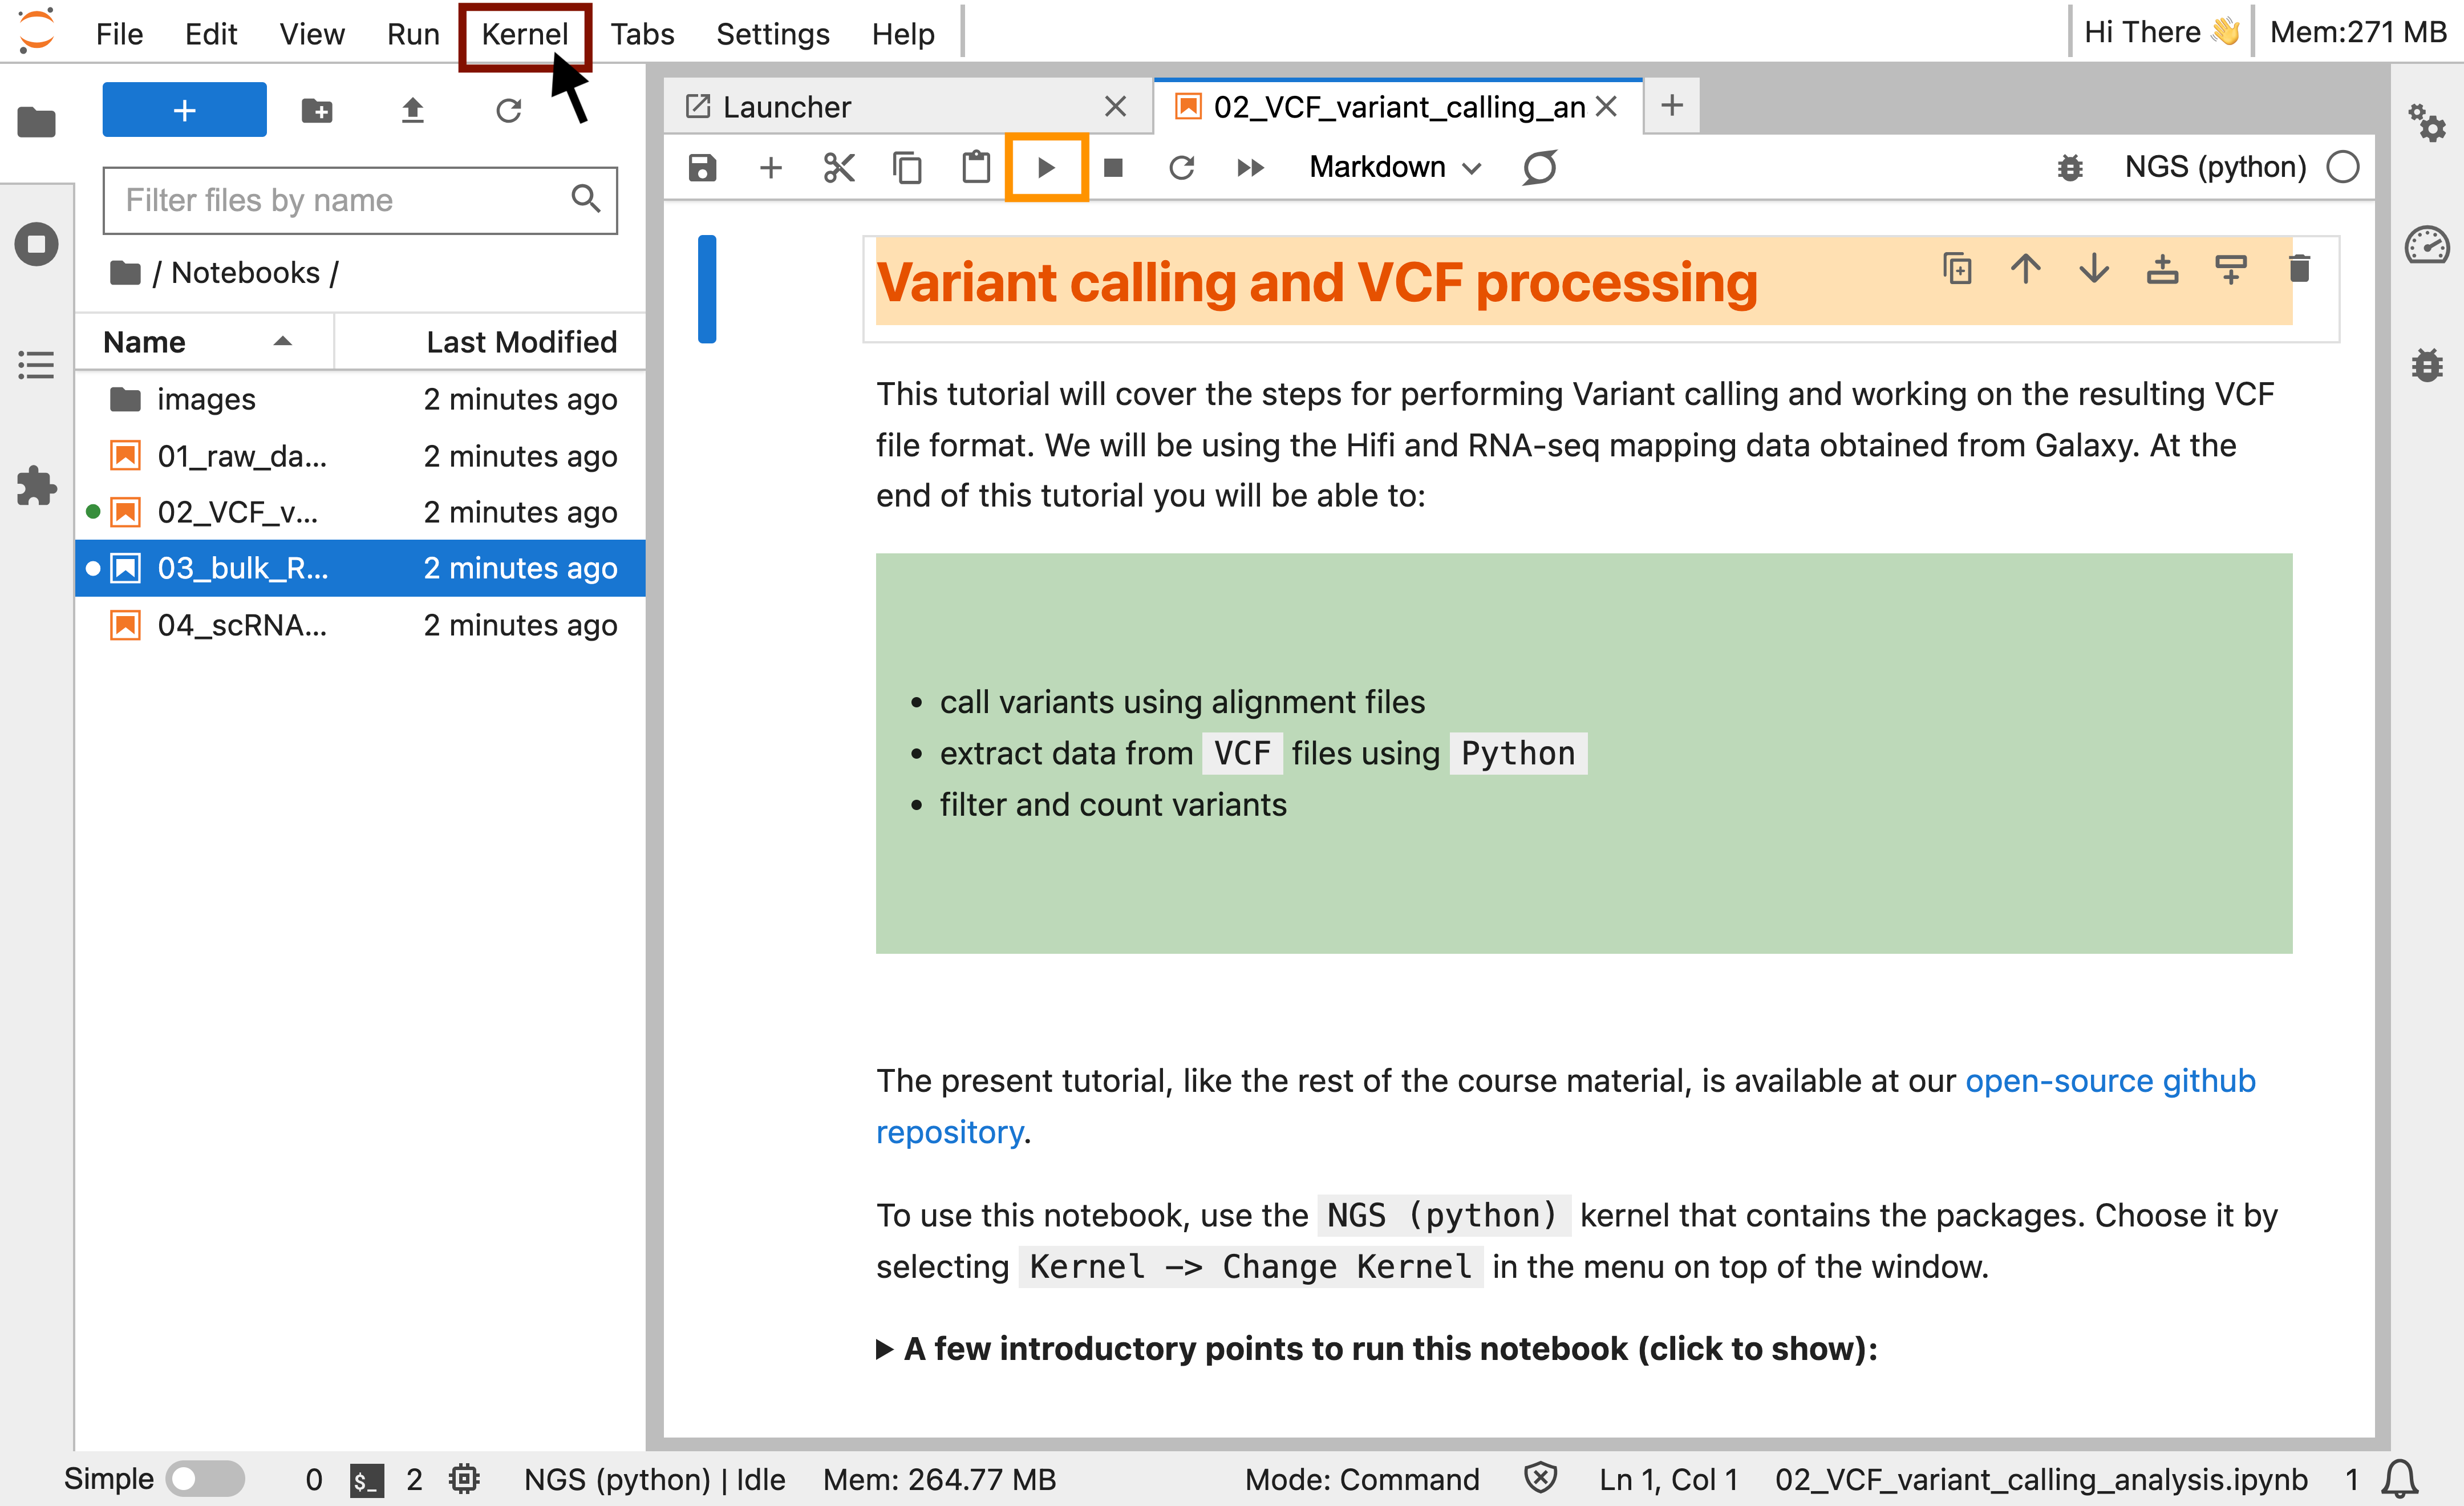 File Edit View Run Kernel Tabs Settings Help
Hi There 👋 Mem:271 MB
+
Filter files by name
/ Notebooks /
Name Last Modified
images 2 minutes ago
01_raw_da... 2 minutes ago
02_VCF_v... 2 minutes ago
03_bulk_R... 2 minutes ago
04_scRNA... 2 minutes ago
Launcher
02_VCF_variant_calling_an
Markdown
NGS (python)
Variant calling and VCF processing
This tutorial will cover the steps for performing Variant calling and working on the resulting VCF
file format. We will be using the Hifi and RNA-seq mapping data obtained from Galaxy. At the
end of this tutorial you will be able to:
• call variants using alignment files
• extract data from VCF files using Python
• filter and count variants
The present tutorial, like the rest of the course material, is available at our open-source github
repository.
To use this notebook, use the NGS (python) kernel that contains the packages. Choose it by
selecting Kernel -> Change Kernel in the menu on top of the window.
A few introductory points to run this notebook (click to show):
Simple 0 $_ 2 NGS (python) | Idle Mem: 264.77 MB Mode: Command Ln 1, Col 1 02_VCF_variant_calling_analysis.ipynb 1